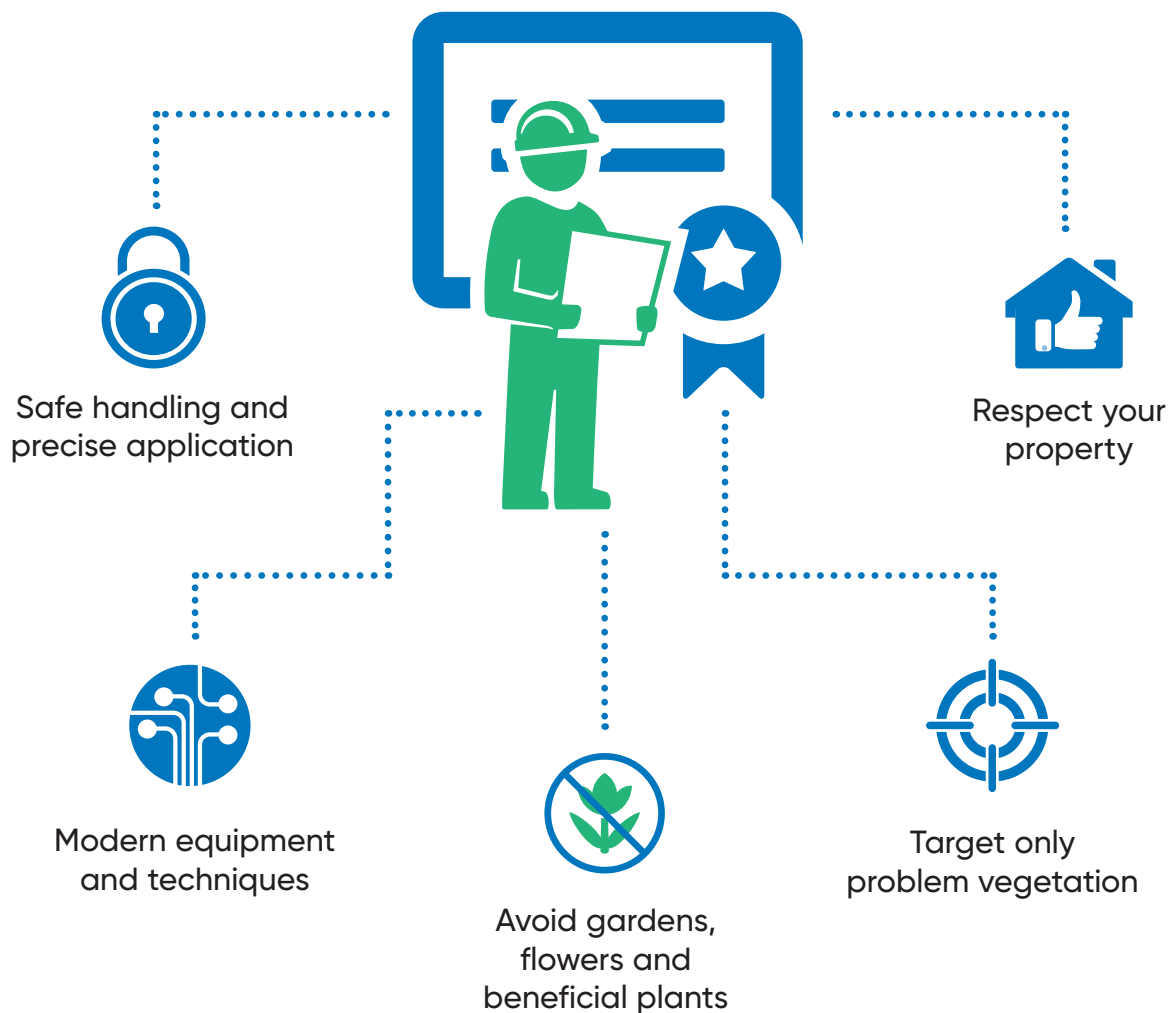 Safe handling and
precise application
Respect your
property
Modern equipment
and techniques
Avoid gardens,
flowers and
beneficial plants
Target only
problem vegetation